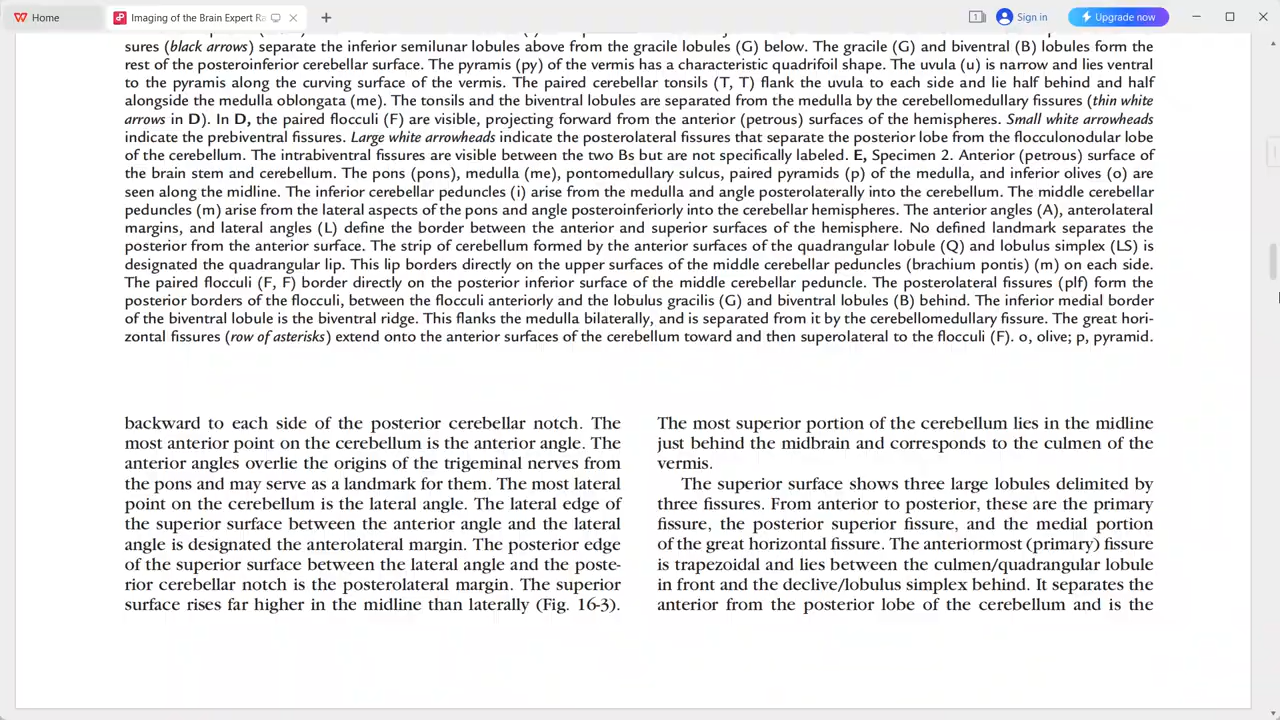 Home
Imaging of the Brain Expert Ra
Sign in
Upgrade now
sures (black arrows) separate the inferior semilunar lobules above from the gracile lobules (G) below. The gracile (G) and biventral (B) lobules form the
rest of the posteroinferior cerebellar surface. The pyramis (py) of the vermis has a characteristic quadrifoil shape. The uvula (u) is narrow and lies ventral
to the pyramis along the curving surface of the vermis. The paired cerebellar tonsils (T, T) flank the uvula to each side and lie half behind and half
alongside the medulla oblongata (me). The tonsils and the biventral lobules are separated from the medulla by the cerebellomedullary fissures (thin white
arrows in D). In D, the paired flocculi (F) are visible, projecting forward from the anterior (petrous) surfaces of the hemispheres. Small white arrowheads
indicate the prebiventral fissures. Large white arrowheads indicate the posterolateral fissures that separate the posterior lobe from the flocculonodular lobe
of the cerebellum. The intrabiventral fissures are visible between the two Bs but are not specifically labeled. E, Specimen 2. Anterior (petrous) surface of
the brain stem and cerebellum. The pons (pons), medulla (me), pontomedullary sulcus, paired pyramids (p) of the medulla, and inferior olives (o) are
seen along the midline. The inferior cerebellar peduncles (i) arise from the medulla and angle posterolaterally into the cerebellum. The middle cerebellar
peduncles (m) arise from the lateral aspects of the pons and angle posteroinferiorly into the cerebellar hemispheres. The anterior angles (A), anterolateral
margins, and lateral angles (L) define the border between the anterior and superior surfaces of the hemisphere. No defined landmark separates the
posterior from the anterior surface. The strip of cerebellum formed by the anterior surfaces of the quadrangular lobule (Q) and lobulus simplex (LS) is
designated the quadrangular lip. This lip borders directly on the upper surfaces of the middle cerebellar peduncles (brachium pontis) (m) on each side.
The paired flocculi (F, F) border directly on the posterior inferior surface of the middle cerebellar peduncle. The posterolateral fissures (plf) form the
posterior borders of the flocculi, between the flocculi anteriorly and the lobulus gracilis (G) and biventral lobules (B) behind. The inferior medial border
of the biventral lobule is the biventral ridge. This flanks the medulla bilaterally, and is separated from it by the cerebellomedullary fissure. The great hori-
zontal fissures (row of asterisks) extend onto the anterior surfaces of the cerebellum toward and then superolateral to the flocculi (F). o, olive; p, pyramid.
backward to each side of the posterior cerebellar notch. The
most anterior point on the cerebellum is the anterior angle. The
anterior angles overlie the origins of the trigeminal nerves from
the pons and may serve as a landmark for them. The most lateral
point on the cerebellum is the lateral angle. The lateral edge of
the superior surface between the anterior angle and the lateral
angle is designated the anterolateral margin. The posterior edge
of the superior surface between the lateral angle and the poste-
rior cerebellar notch is the posterolateral margin. The superior
surface rises far higher in the midline than laterally (Fig. 16-3).
The most superior portion of the cerebellum lies in the midline
just behind the midbrain and corresponds to the culmen of the
vermis.
The superior surface shows three large lobules delimited by
three fissures. From anterior to posterior, these are the primary
fissure, the posterior superior fissure, and the medial portion
of the great horizontal fissure. The anteriormost (primary) fissure
is trapezoidal and lies between the culmen/quadrangular lobule
in front and the declive/lobulus simplex behind. It separates the
anterior from the posterior lobe of the cerebellum and is the